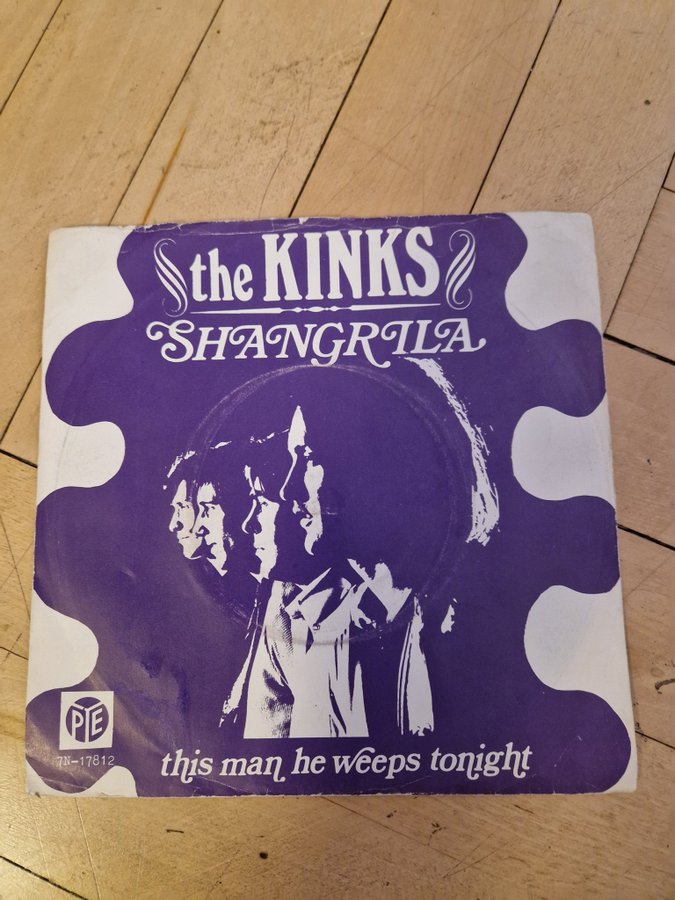 the KINKS
SHANGRILA
PYE
7N-17812
this man he weeps tonight